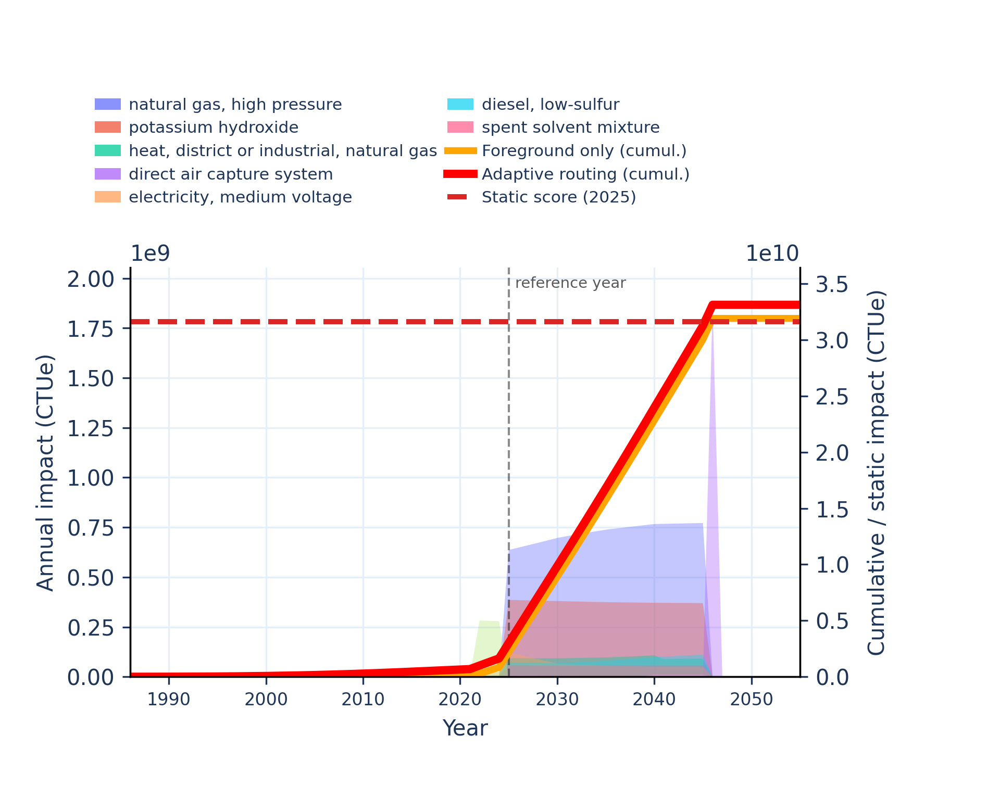 natural gas, high pressure
potassium hydroxide
heat, district or industrial, natural gas
direct air capture system
electricity, medium voltage
diesel, low-sulfur
spent solvent mixture
Foreground only (cumul.)
Adaptive routing (cumul.)
Static score (2025)
1e9
1e10
reference year
2.00
1.75
1.50
1.25
1.00
0.75
0.50
0.25
0.00
Annual impact (CTUe)
3.5
3.0
2.5
2.0
1.5
1.0
0.5
0.0
Cumulative / static impact (CTUe)
1990 2000 2010 2020 2030 2040 2050
Year